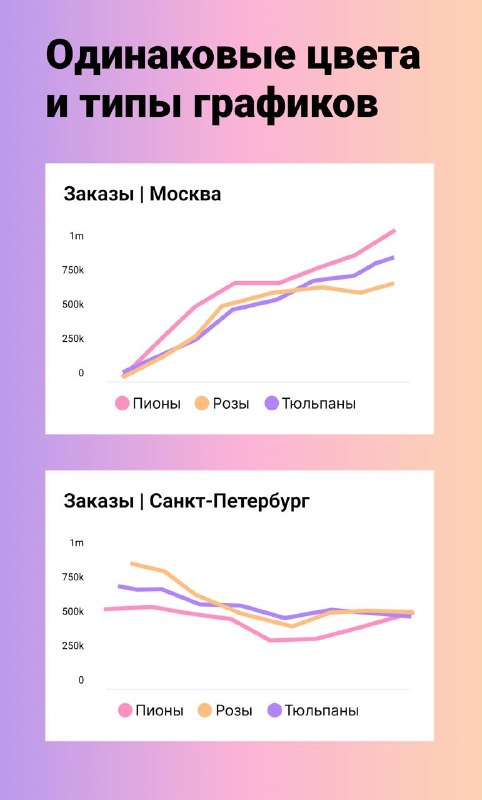 Одинаковые цвета
и типы графиков
Заказы | Москва
1m
750k
500k
250k
0
Пионы Розы Тюльпаны
Заказы | Санкт-Петербург
1m
750k
500k
250k
0
Пионы Розы Тюльпаны